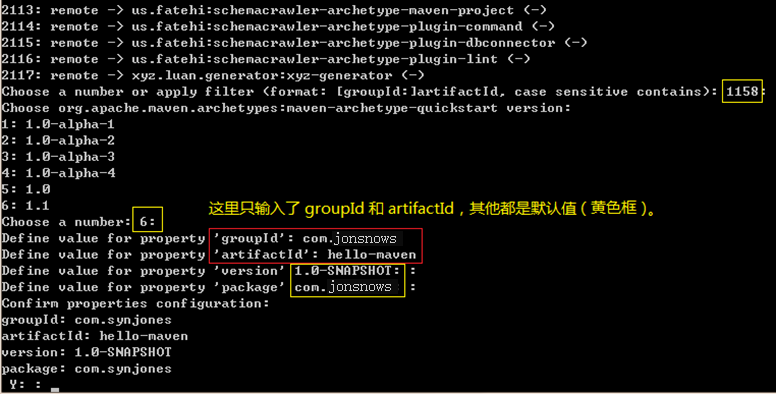 2113: remote -> us.fatehi:schemacrawler-archetype-maven-project (-)
2114: remote -> us.fatehi:schemacrawler-archetype-plugin-command (-)
2115: remote -> us.fatehi:schemacrawler-archetype-plugin-dbconnector (-)
2116: remote -> us.fatehi:schemacrawler-archetype-plugin-lint (-)
2117: remote -> xyz.luan.generator:xyz-generator (-)
Choose a number or apply filter (format: [groupId:]artifactId, case sensitive contains): 1158:
Choose org.apache.maven.archetypes:maven-archetype-quickstart version:
1: 1.0-alpha-1
2: 1.0-alpha-2
3: 1.0-alpha-3
4: 1.0-alpha-4
5: 1.0
6: 1.1
这里只输入了 groupId 和 artifactId，其他都是默认值（黄色框）。
Choose a number: 6:
Define value for property 'groupId': com.jonsnows
Define value for property 'artifactId': hello-maven
Define value for property 'version' 1.0-SNAPSHOT: :
Define value for property 'package' com.jonsnows :
Confirm properties configuration:
groupId: com.synjones
artifactId: hello-maven
version: 1.0-SNAPSHOT
package: com.synjones
Y: : _